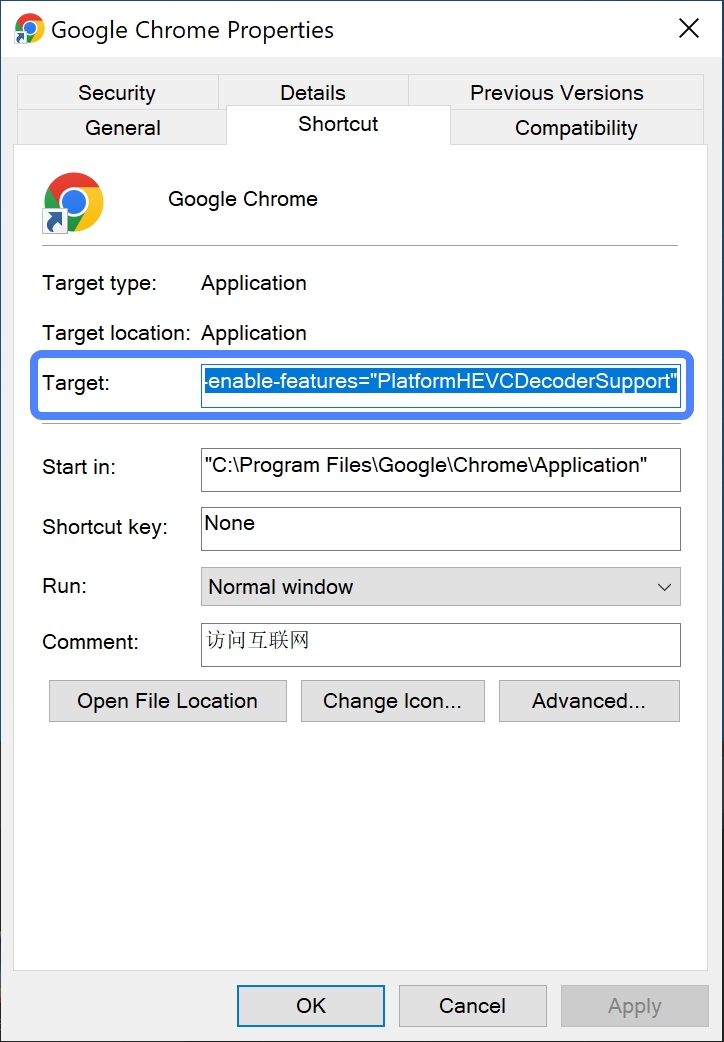 Google Chrome Properties
Security Details Previous Versions
General Shortcut Compatibility
Google Chrome
Target type: Application
Target location: Application
Target: -enable-features="PlatformHEVCDecoderSupport"
Start in: "C:\Program Files\Google\Chrome\Application"
Shortcut key: None
Run: Normal window
Comment: 访问互联网
Open File Location Change Icon... Advanced...
OK Cancel Apply